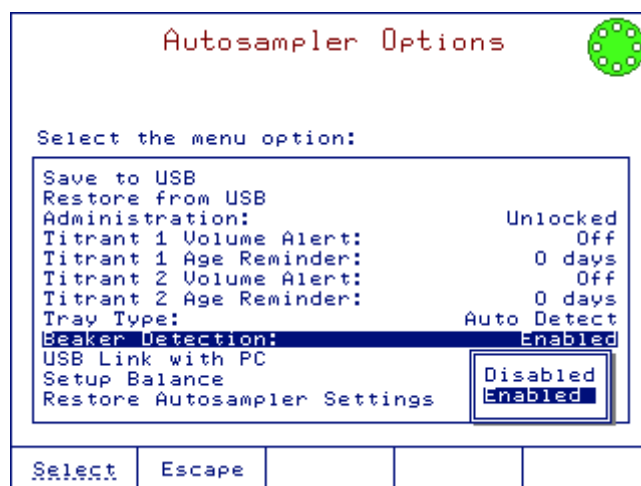 Autosampler Options
Select the menu option:
Save to USB
Restore from USB
Administration: Unlocked
Titrant 1 Volume Alert: Off
Titrant 1 Age Reminder: 0 days
Titrant 2 Volume Alert: Off
Titrant 2 Age Reminder: 0 days
Tray Type: Auto Detect
Beaker Detection: Enabled
USB Link with PC
Setup Balance
Restore Autosampler Settings
Disabled
Enabled
Select Escape